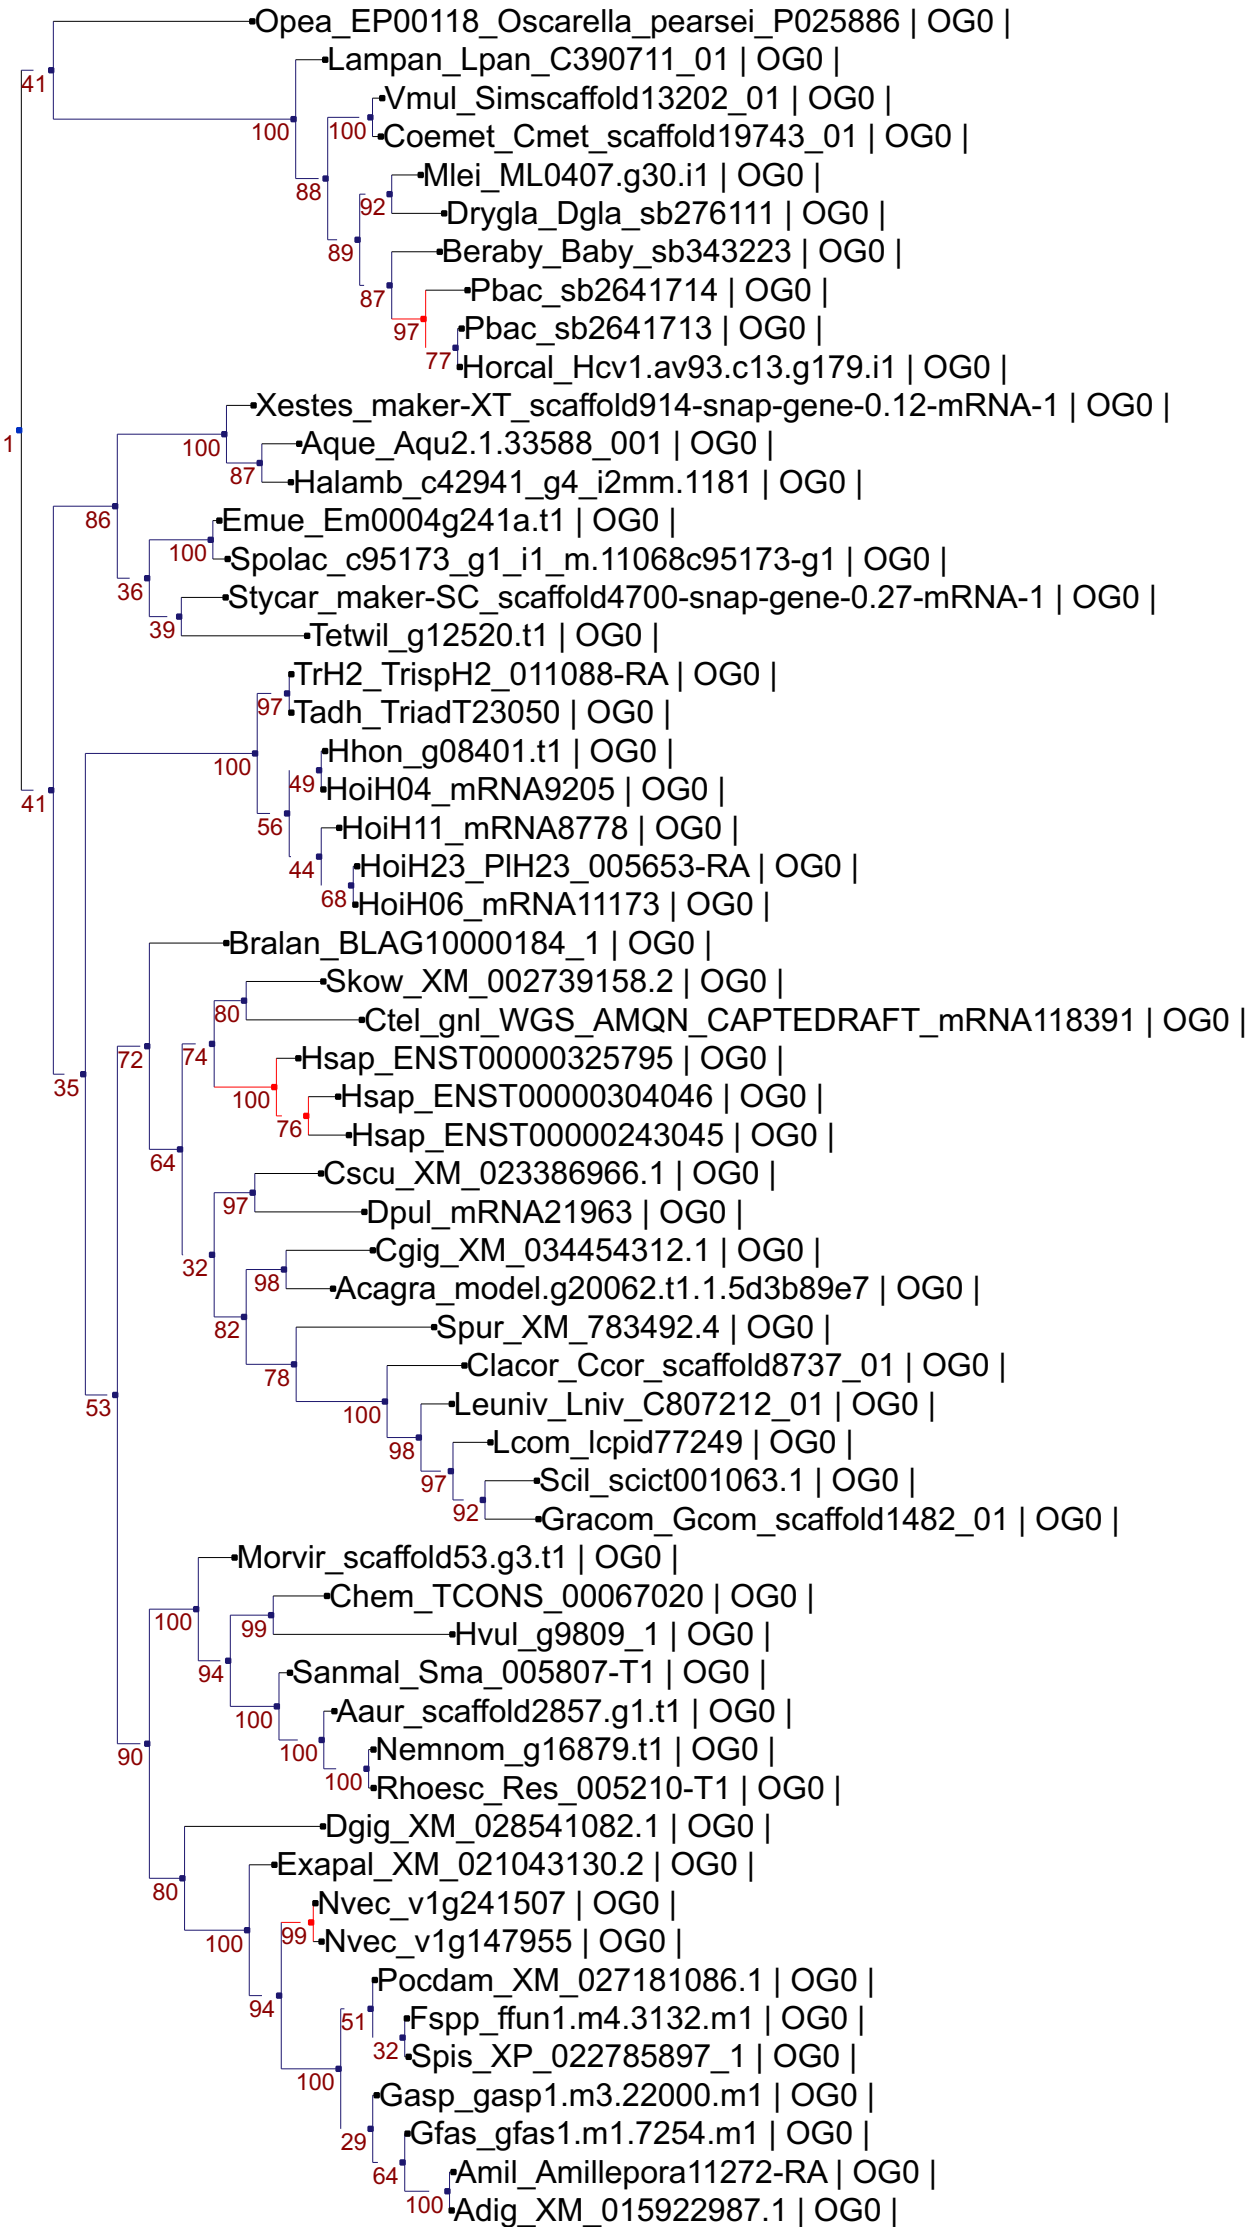 Opea_EP00118_Oscarella_pearsei_P025886 | OG0 |
Lampan_Lpan_C390711_01 | OG0 |
41
Vmul_Simscaffold13202_01 | OG0 |
100
100
Coemet_Cmet_scaffold19743_01 | OG0 |
Mlei_ML0407.g30.i1 | OG0 |
88
92
Drygla_Dgla_sb276111 | OG0 |
89
Beraby_Baby_sb343223 | OG0 |
Pbac_sb2641714 | OG0 |
87
97
Pbac_sb2641713 | OG0 |
77
Horcal_Hcv1.av93.c13.g179.i1 | OG0 |
Xestes_maker-XT_scaffold914-snap-gene-0.12-mRNA-1 | OG0 |
1
100
Aque_Aqu2.1.33588_001 | OG0 |
87
Halamb_c42941_g4_i2mm.1181 | OG0 |
86
Emue_Em0004g241a.t1 | OG0 |
100
Spolac_c95173_g1_i1_m.11068c95173-g1 | OG0 |
36
Stycar_maker-SC_scaffold4700-snap-gene-0.27-mRNA-1 | OG0 |
39
Tetwil_g12520.t1 | OG0 |
TrH2_TrispH2_011088-RA | OG0 |
97
Tadh_TriadT23050 | OG0 |
Hhon_g08401.t1 | OG0 |
100
49
HoiH04_mRNA9205 | OG0 |
41
56
HoiH11_mRNA8778 | OG0 |
44
HoiH23_PlH23_005653-RA | OG0 |
68
HoiH06_mRNA11173 | OG0 |
Bralan_BLAG10000184_1 | OG0 |
Skow_XM_002739158.2 | OG0 |
80
Ctel_gnl_WGS_AMQN_CAPTEDRAFT_mRNA118391 | OG0 |
72
74
Hsap_ENST00000325795 | OG0 |
35
100
Hsap_ENST00000304046 | OG0 |
76
Hsap_ENST00000243045 | OG0 |
64
Cscu_XM_023386966.1 | OG0 |
97
Dpul_mRNA21963 | OG0 |
Cgig_XM_034454312.1 | OG0 |
32
98
Acagra_model.g20062.t1.1.5d3b89e7 | OG0 |
82
Spur_XM_783492.4 | OG0 |
Clacor_Ccor_scaffold8737_01 | OG0 |
78
53
Leuniv_Lniv_C807212_01 | OG0 |
100
Lcom_lcpid77249 | OG0 |
98
Scil_scict001063.1 | OG0 |
97
92
Gracom_Gcom_scaffold1482_01 | OG0 |
Morvir_scaffold53.g3.t1 | OG0 |
Chem_TCONS_00067020 | OG0 |
100
99
Hvul_g9809_1 | OG0 |
Sanmal_Sma_005807-T1 | OG0 |
94
Aaur_scaffold2857.g1.t1 | OG0 |
100
Nemnom_g16879.t1 | OG0 |
100
90
100
Rhoesc_Res_005210-T1 | OG0 |
Dgig_XM_028541082.1 | OG0 |
Exapal_XM_021043130.2 | OG0 |
80
Nvec_v1g241507 | OG0 |
100
99
Nvec_v1g147955 | OG0 |
Pocdam_XM_027181086.1 | OG0 |
94
51
Fspp_ffun1.m4.3132.m1 | OG0 |
32
Spis_XP_022785897_1 | OG0 |
100
Gasp_gasp1.m3.22000.m1 | OG0 |
Gfas_gfas1.m1.7254.m1 | OG0 |
29
64
Amil_Amillepora11272-RA | OG0 |
100
Adig_XM_015922987.1 | OG0 |